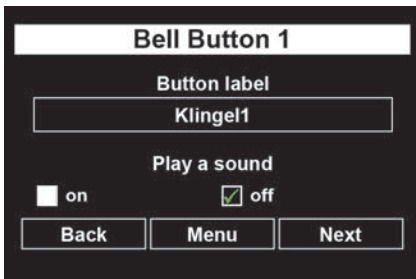 Bell Button 1
Button label
Klingel1
Play a sound
on off
Back Menu Next